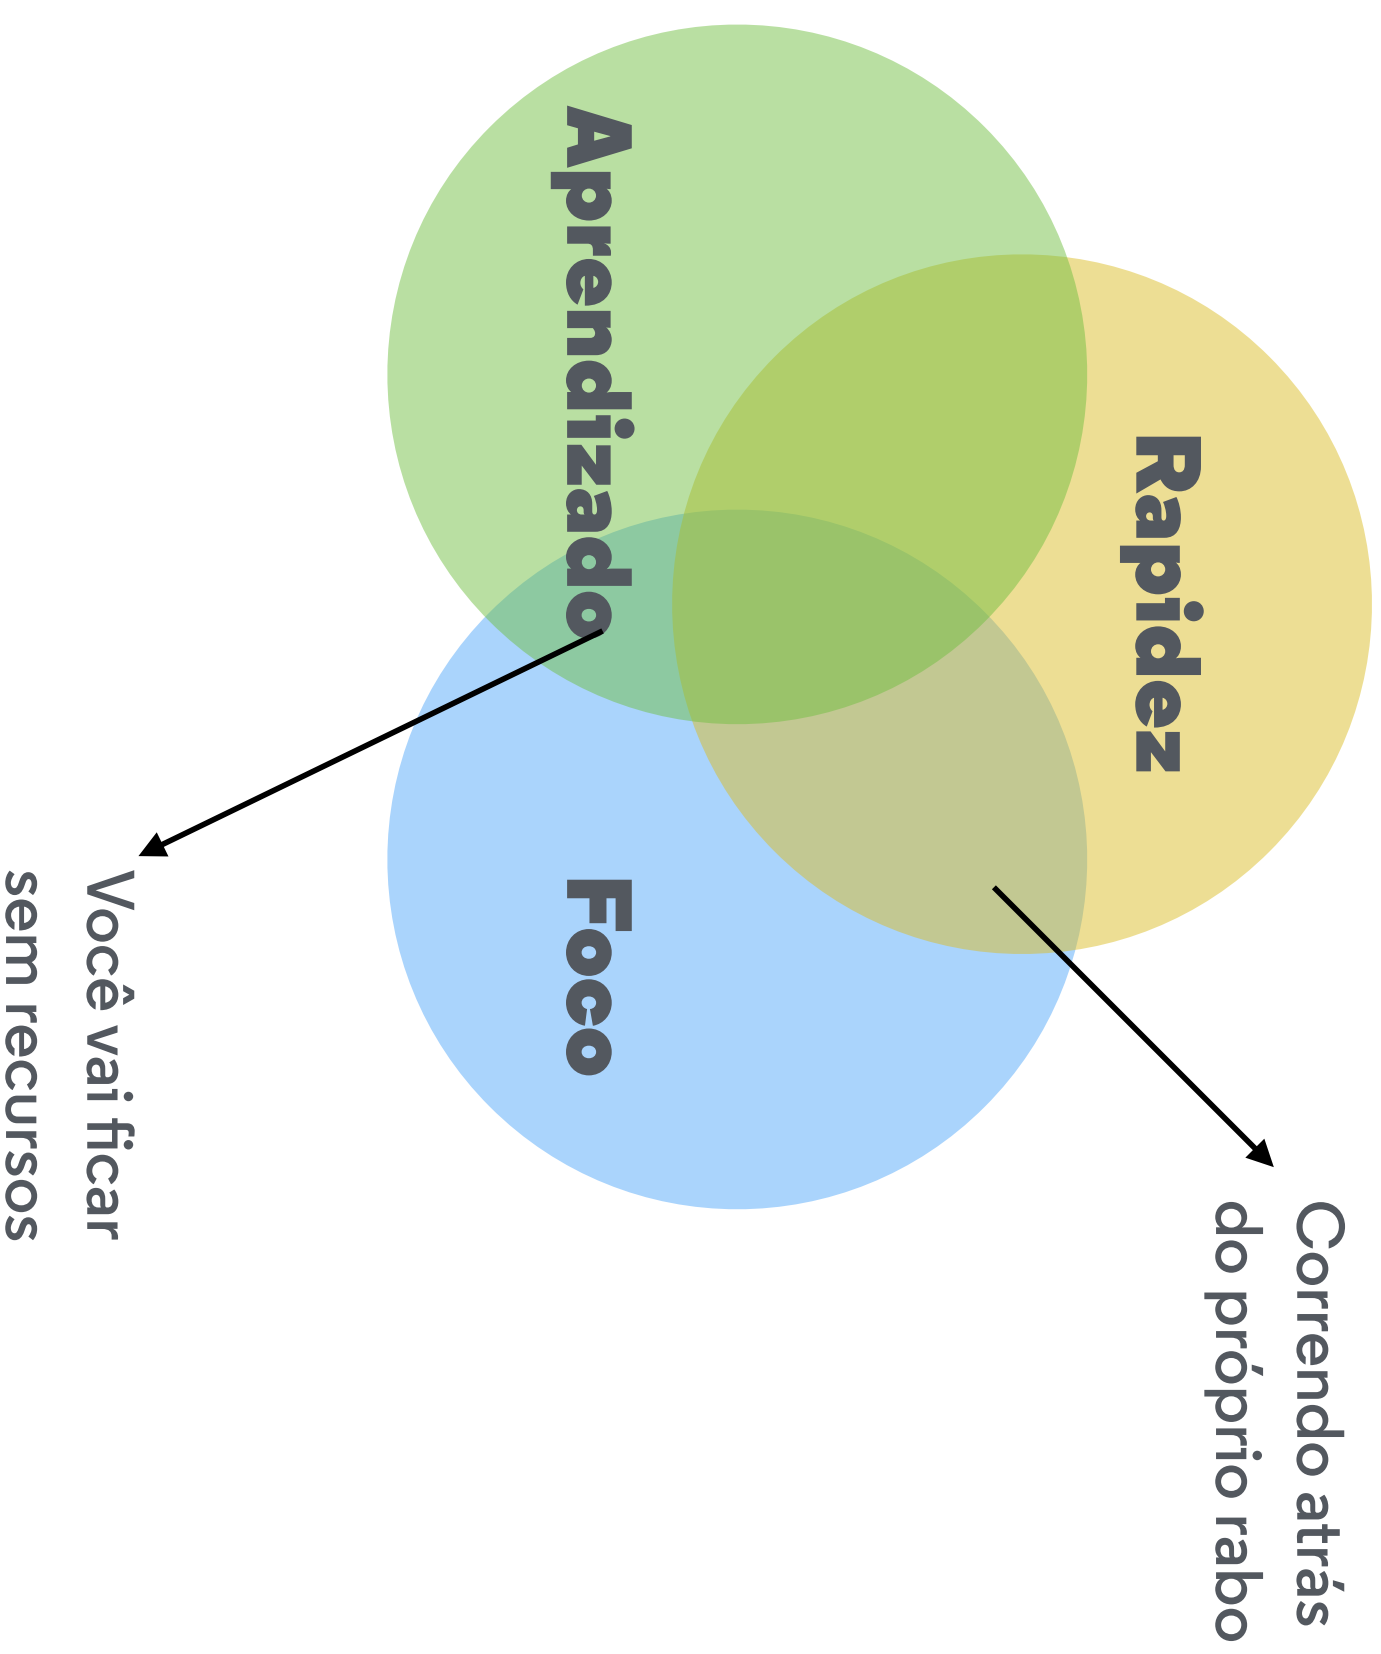 Rapidez
Correndo atrás
do próprio rabo
Aprendizado
Foco
Você vai ficar
sem recursos